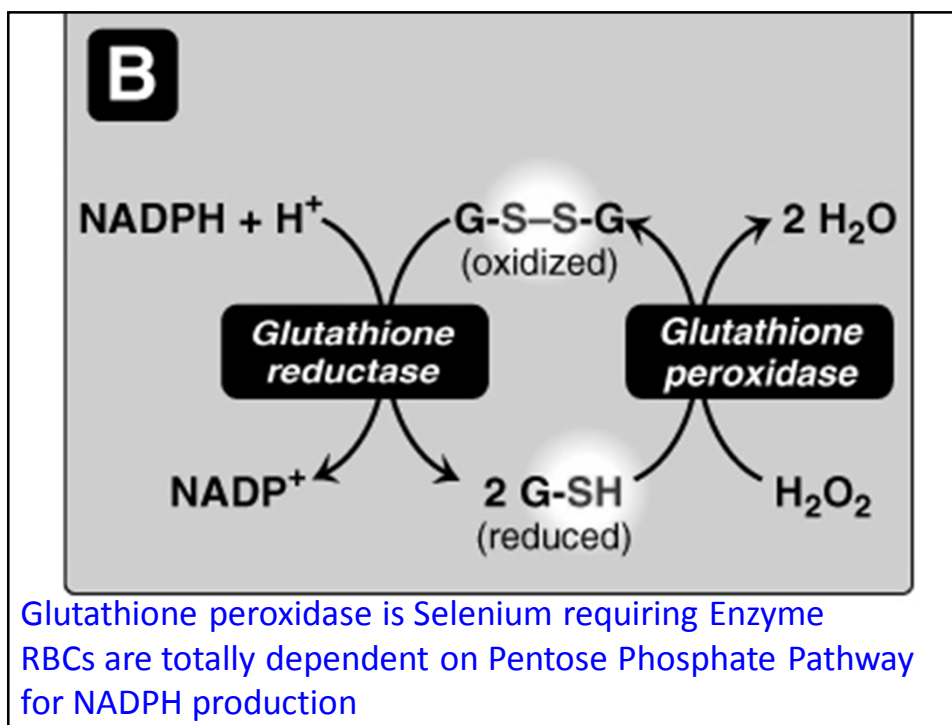 B
NADPH + H⁺
G-S–S-G
(oxidized)
2 H₂O
Glutathione
reductase
Glutathione
peroxidase
NADP⁺
2 G-SH
(reduced)
H₂O₂
Glutathione peroxidase is Selenium requiring Enzyme
RBCs are totally dependent on Pentose Phosphate Pathway
for NADPH production